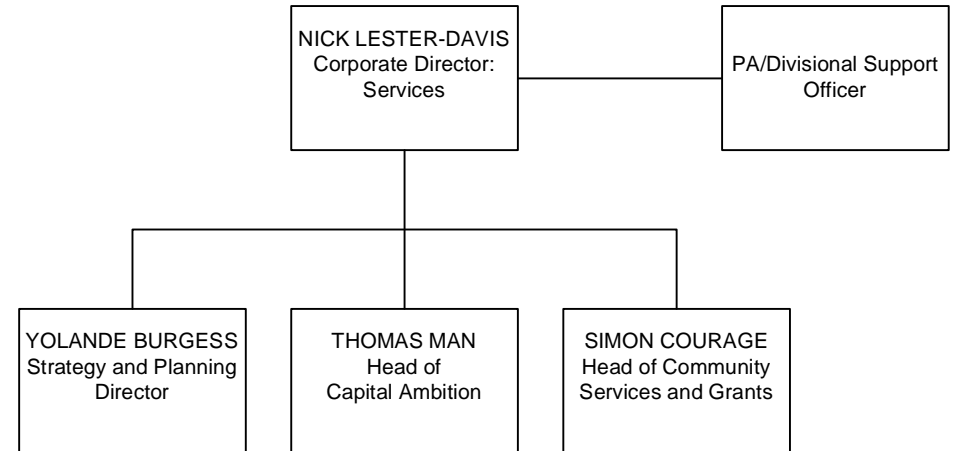 NICK LESTER-DAVIS
Corporate Director:
Services
PA/Divisional Support
Officer
YOLANDE BURGESS
Strategy and Planning
Director
THOMAS MAN
Head of
Capital Ambition
SIMON COURAGE
Head of Community
Services and Grants